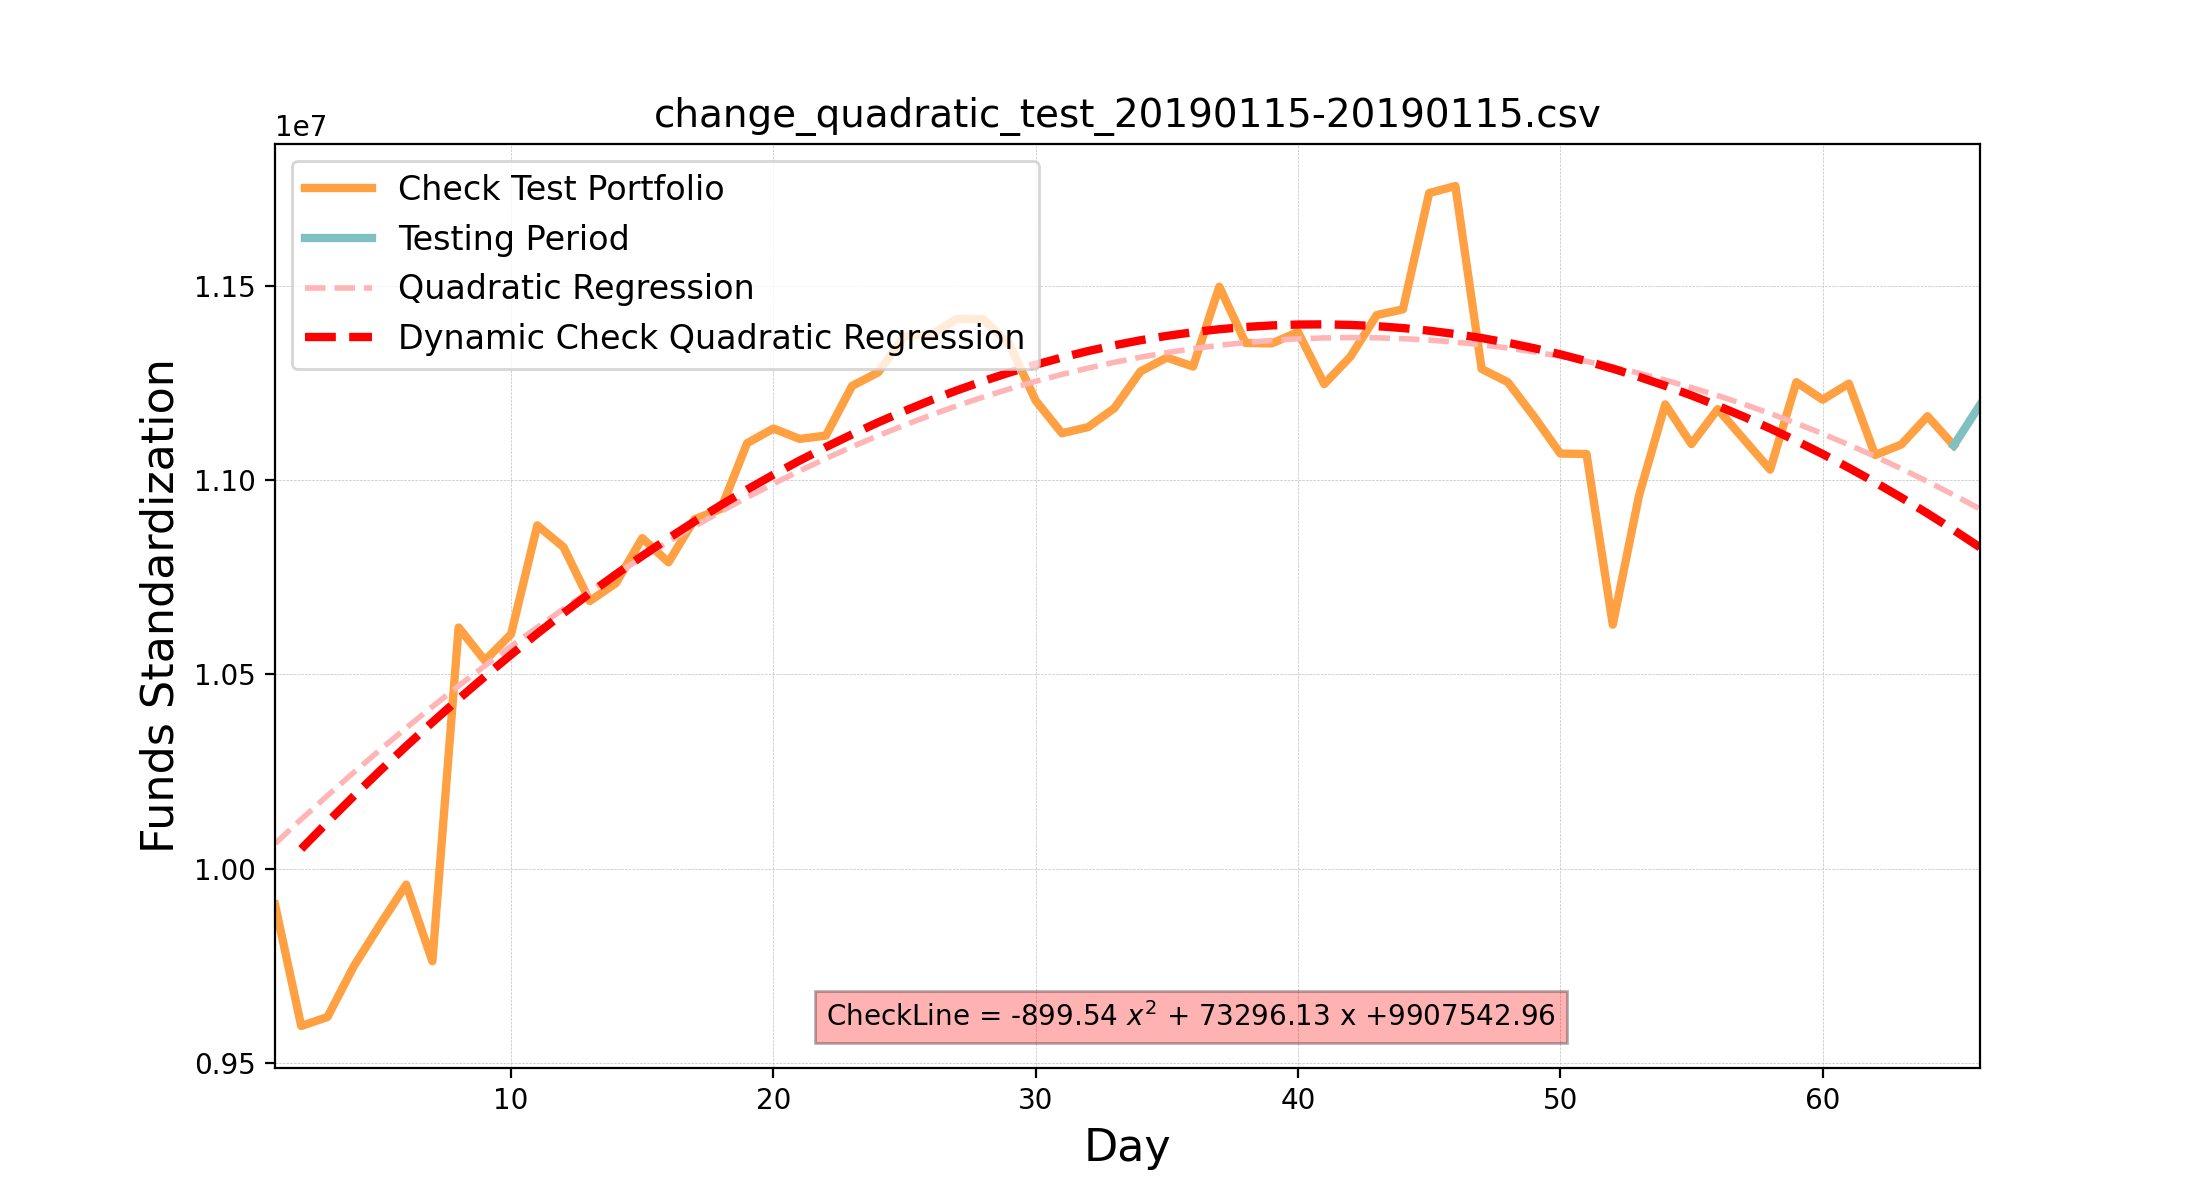 change_quadratic_test_20190115-20190115.csv
1e7
Check Test Portfolio
Testing Period
Quadratic Regression
Dynamic Check Quadratic Regression
Funds Standardization
1.15
1.10
1.05
1.00
0.95
CheckLine = -899.54 x² + 73296.13 x +9907542.96
10 20 30 40 50 60
Day